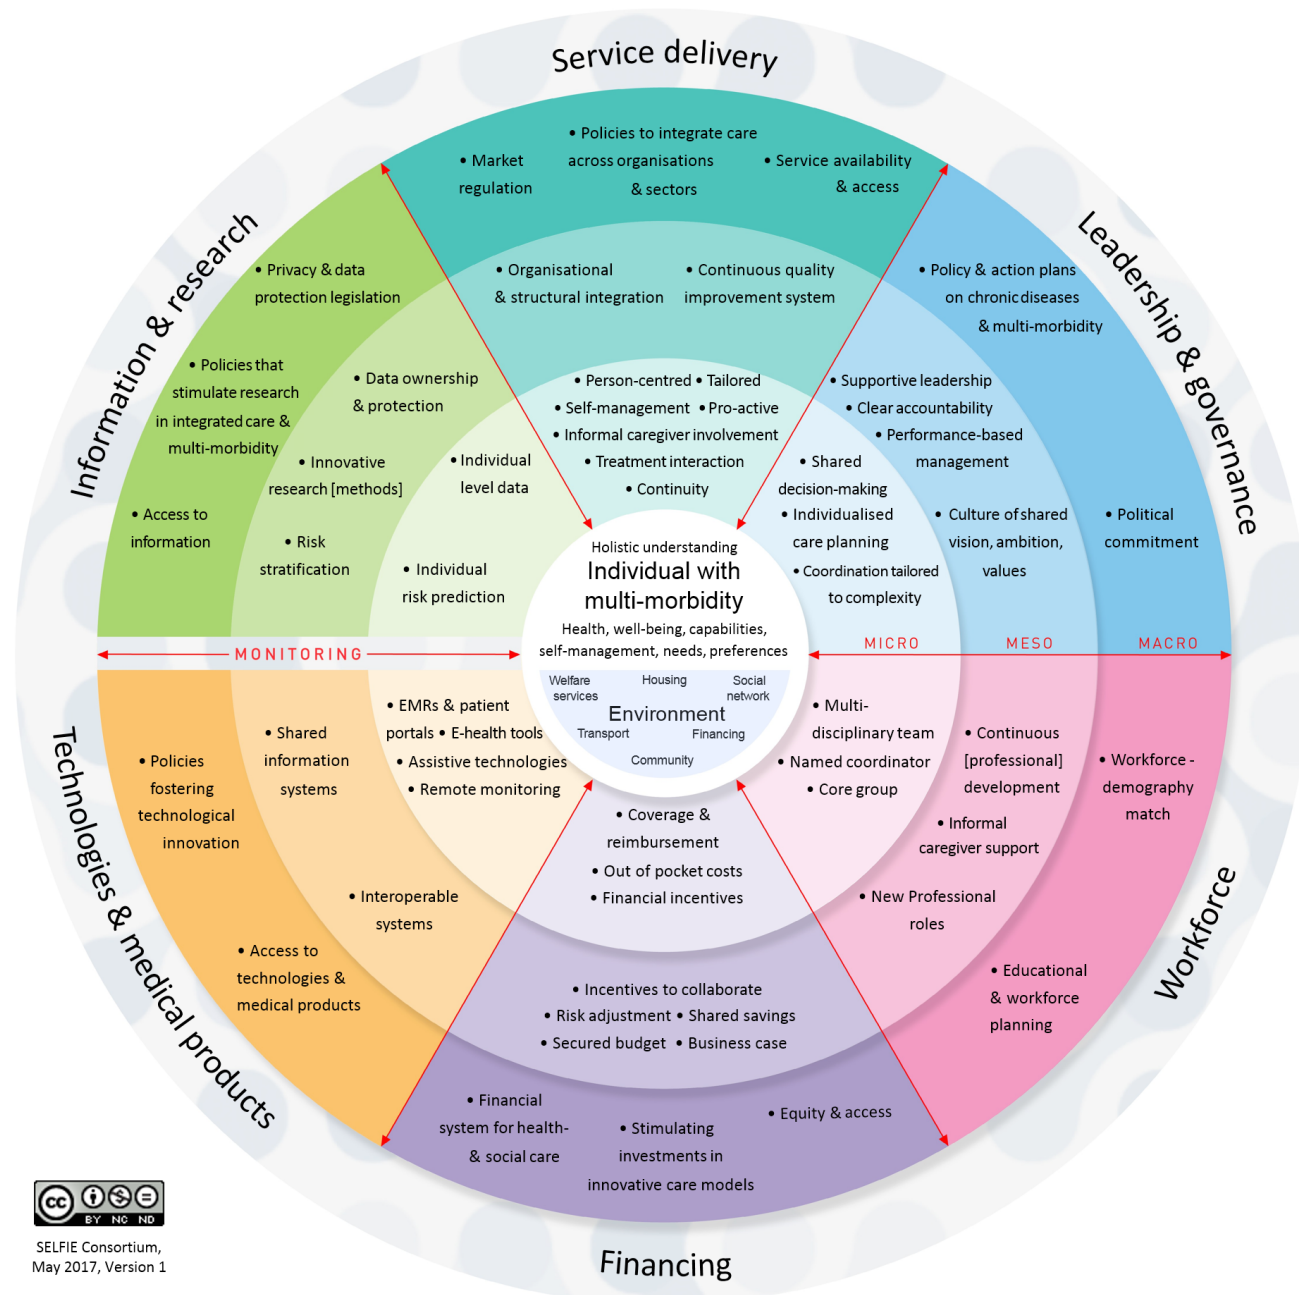 Service delivery
• Policies to integrate care
across organisations
& sectors
• Market
regulation
• Service availability
& access
• Organisational
& structural integration
• Continuous quality
improvement system
• Person-centred • Tailored
• Self-management • Pro-active
• Informal caregiver involvement
• Treatment interaction
• Continuity
Leadership & governance
• Policy & action plans
on chronic diseases
& multi-morbidity
• Political
commitment
• Supportive leadership
• Clear accountability
• Performance-based
management
• Culture of shared
vision, ambition,
values
• Shared
decision-making
• Individualised
care planning
• Coordination tailored
to complexity
Information & research
• Privacy & data
protection legislation
• Policies that
stimulate research
in integrated care &
multi-morbidity
• Access to
information
• Data ownership
& protection
• Innovative
research [methods]
• Risk
stratification
• Individual
level data
• Individual
risk prediction
Holistic understanding
Individual with
multi-morbidity
Health, well-being, capabilities,
self-management, needs, preferences
Welfare
services
Housing
Social
network
Environment
Transport
Financing
Community
MONITORING
MICRO
MESO
MACRO
Technologies & medical products
• EMRs & patient
portals • E-health tools
• Assistive technologies
• Remote monitoring
• Shared
information
systems
• Interoperable
systems
• Policies
fostering
technological
innovation
• Access to
technologies &
medical products
Workforce
• Multi-
disciplinary team
• Named coordinator
• Core group
• Continuous
[professional]
development
• Informal
caregiver support
• New Professional
roles
• Workforce -
demography
match
• Educational
& workforce
planning
• Coverage &
reimbursement
• Out of pocket costs
• Financial incentives
• Incentives to collaborate
• Risk adjustment • Shared savings
• Secured budget • Business case
• Financial
system for health-
& social care
• Stimulating
investments in
innovative care models
• Equity & access
Financing
cc
BY NC ND
SELFIE Consortium,
May 2017, Version 1